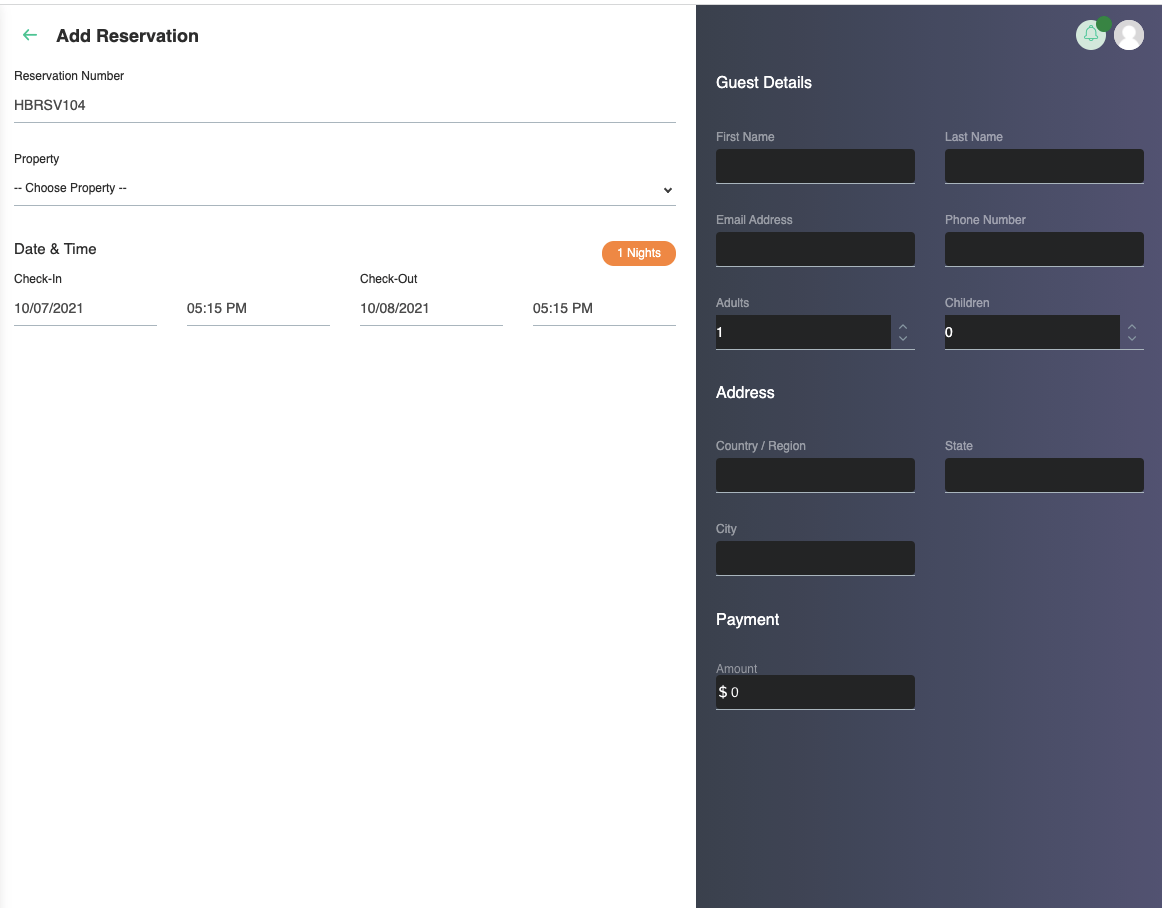 Add Reservation
Reservation Number
HBRSV104
Property
-- Choose Property --
Date & Time
1 Nights
Check-In
Check-Out
10/07/2021
05:15 PM
10/08/2021
05:15 PM
Guest Details
First Name
Last Name
Email Address
Phone Number
Adults
Children
1
0
Address
Country / Region
State
City
Payment
Amount
$ 0